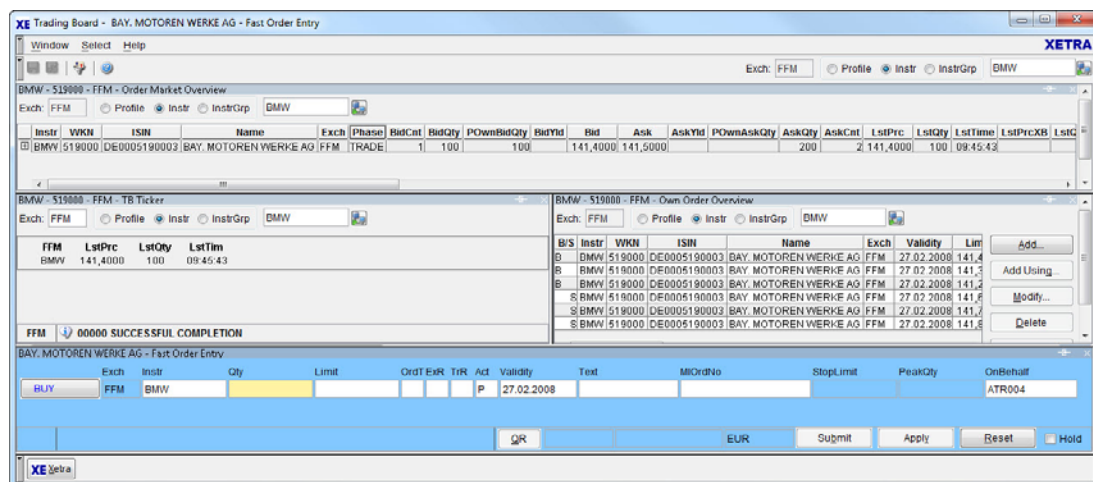 XE Trading Board - BAY. MOTOREN WERKE AG - Fast Order Entry
Window Select Help XETRA
Exch: FFM Profile Instr InstrGrp BMW
BMW - 519000 - FFM - Order Market Overview
Exch: FFM Profile Instr InstrGrp BMW
Instr WKN ISIN Name Exch Phase BidCnt BidQty POwnBidQty BidYld Bid Ask AskYld POwnAskQty AskQty AskCnt LstPrc LstQty LstTime LstPrcXB LstQ
BMW 519000 DE0005190003 BAY. MOTOREN WERKE AG FFM TRADE 1 100 100 141,4000 141,5000 200 2 141,4000 100 09:45:43
BMW - 519000 - FFM - TB Ticker
Exch: FFM Profile Instr InstrGrp BMW
FFM LstPrc LstQty LstTim
BMW 141,4000 100 09:45:43
FFM 00000 SUCCESSFUL COMPLETION
BMW - 519000 - FFM - Own Order Overview
Exch: FFM Profile Instr InstrGrp BMW
B/S Instr WKN ISIN Name Exch Validity Lim
B BMW 519000 DE0005190003 BAY. MOTOREN WERKE AG FFM 27.02.2008 141,4
B BMW 519000 DE0005190003 BAY. MOTOREN WERKE AG FFM 27.02.2008 141,3
B BMW 519000 DE0005190003 BAY. MOTOREN WERKE AG FFM 27.02.2008 141,2
S BMW 519000 DE0005190003 BAY. MOTOREN WERKE AG FFM 27.02.2008
S BMW 519000 DE0005190003 BAY. MOTOREN WERKE AG FFM 27.02.2008
S BMW 519000 DE0005190003 BAY. MOTOREN WERKE AG FFM 27.02.2008
Add...
Add Using...
Modify...
Delete
BAY. MOTOREN WERKE AG - Fast Order Entry
Exch Instr Qty Limit OrdT ExR TrR Act Validity Text MIOrdNo StopLimit PeakQty OnBehalf
BUY FFM BMW P 27.02.2008 ATR004
QR EUR Submit Apply Reset Hold
XE Xetra